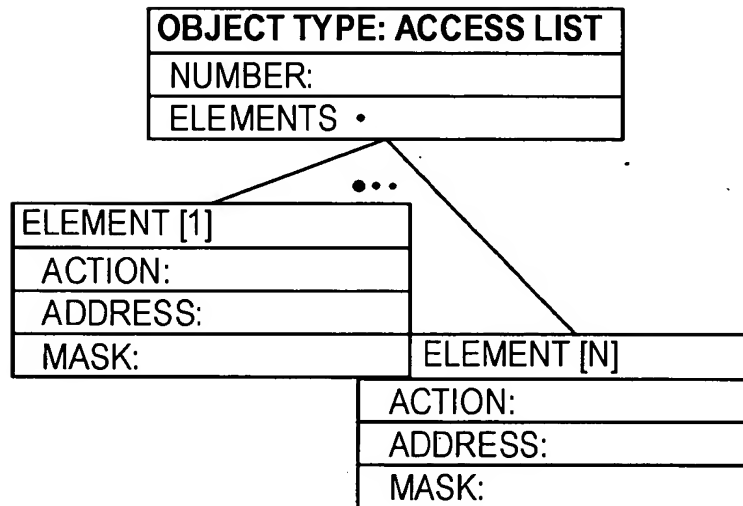 OBJECT TYPE: ACCESS LIST
NUMBER:
ELEMENTS •
•••
ELEMENT [1]
ACTION:
ADDRESS:
MASK:
ELEMENT [N]
ACTION:
ADDRESS:
MASK: